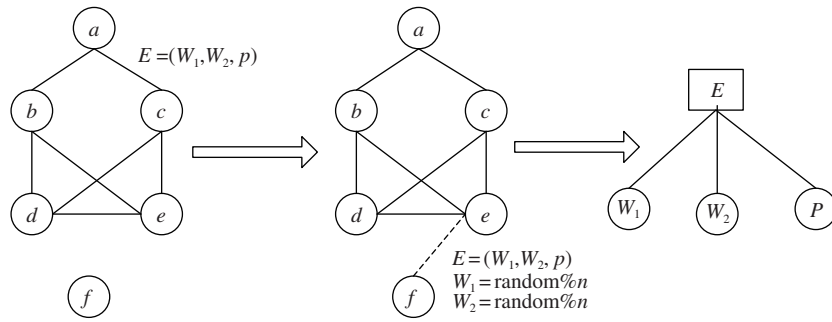 a
E=(W₁,W₂, p)
b
c
d
e
f
a
b
c
d
e
f
E=(W₁,W₂, p)
W₁=random%n
W₂=random%n
E
W₁
W₂
P